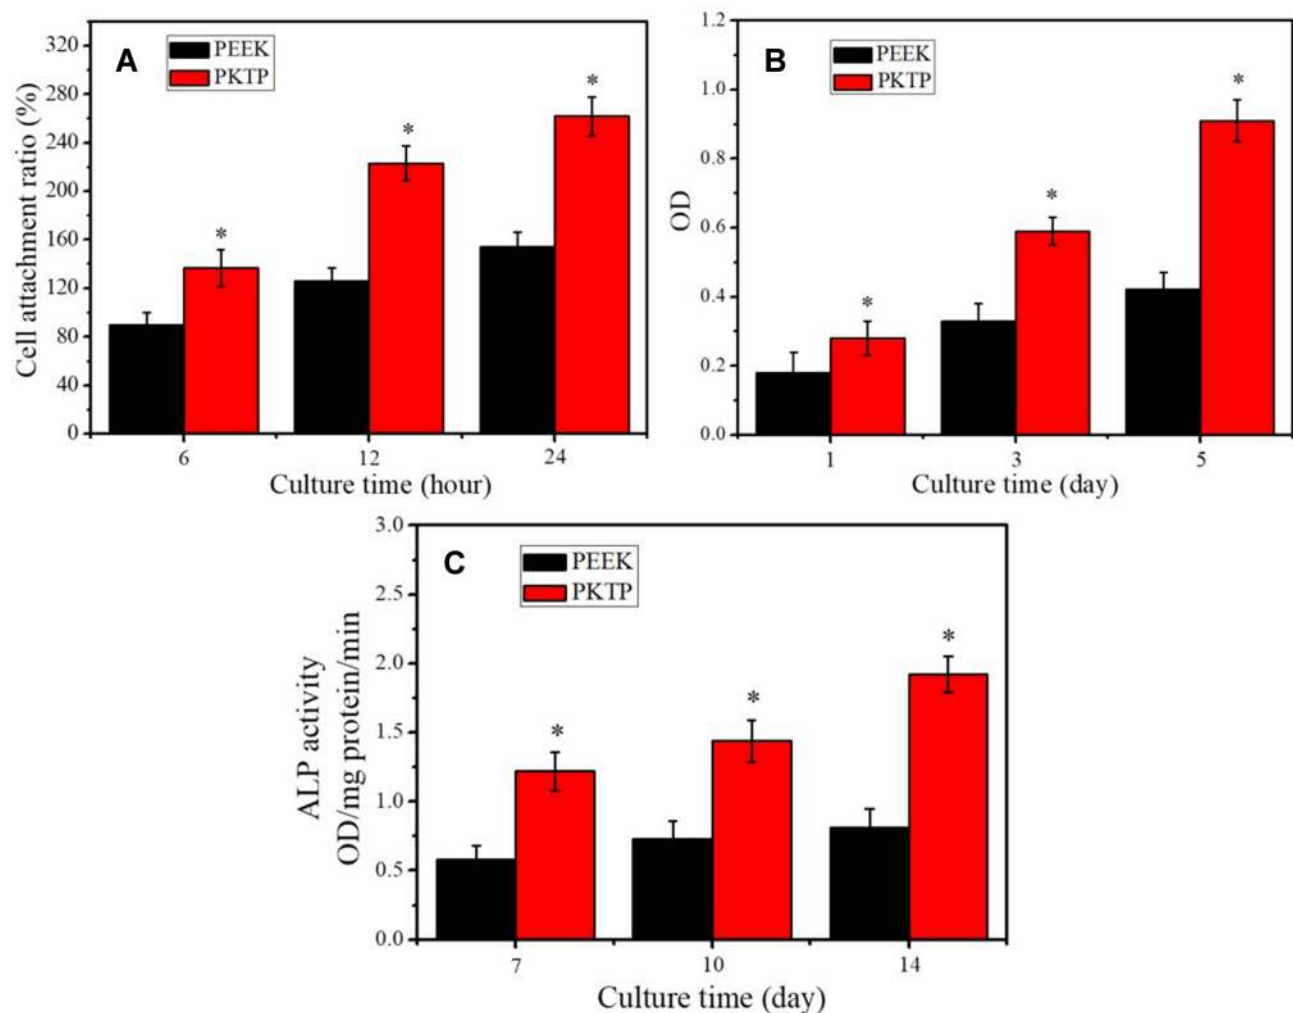 A
PEEK
PKTP
Cell attachment ratio (%)
320
280
240
200
160
120
80
40
0
*
*
*
6
12
24
Culture time (hour)
B
PEEK
PKTP
OD
1.2
1.0
0.8
0.6
0.4
0.2
0.0
*
*
*
1
3
5
Culture time (day)
C
PEEK
PKTP
ALP activity
OD/mg protein/min
3.0
2.5
2.0
1.5
1.0
0.5
0.0
*
*
*
7
10
14
Culture time (day)